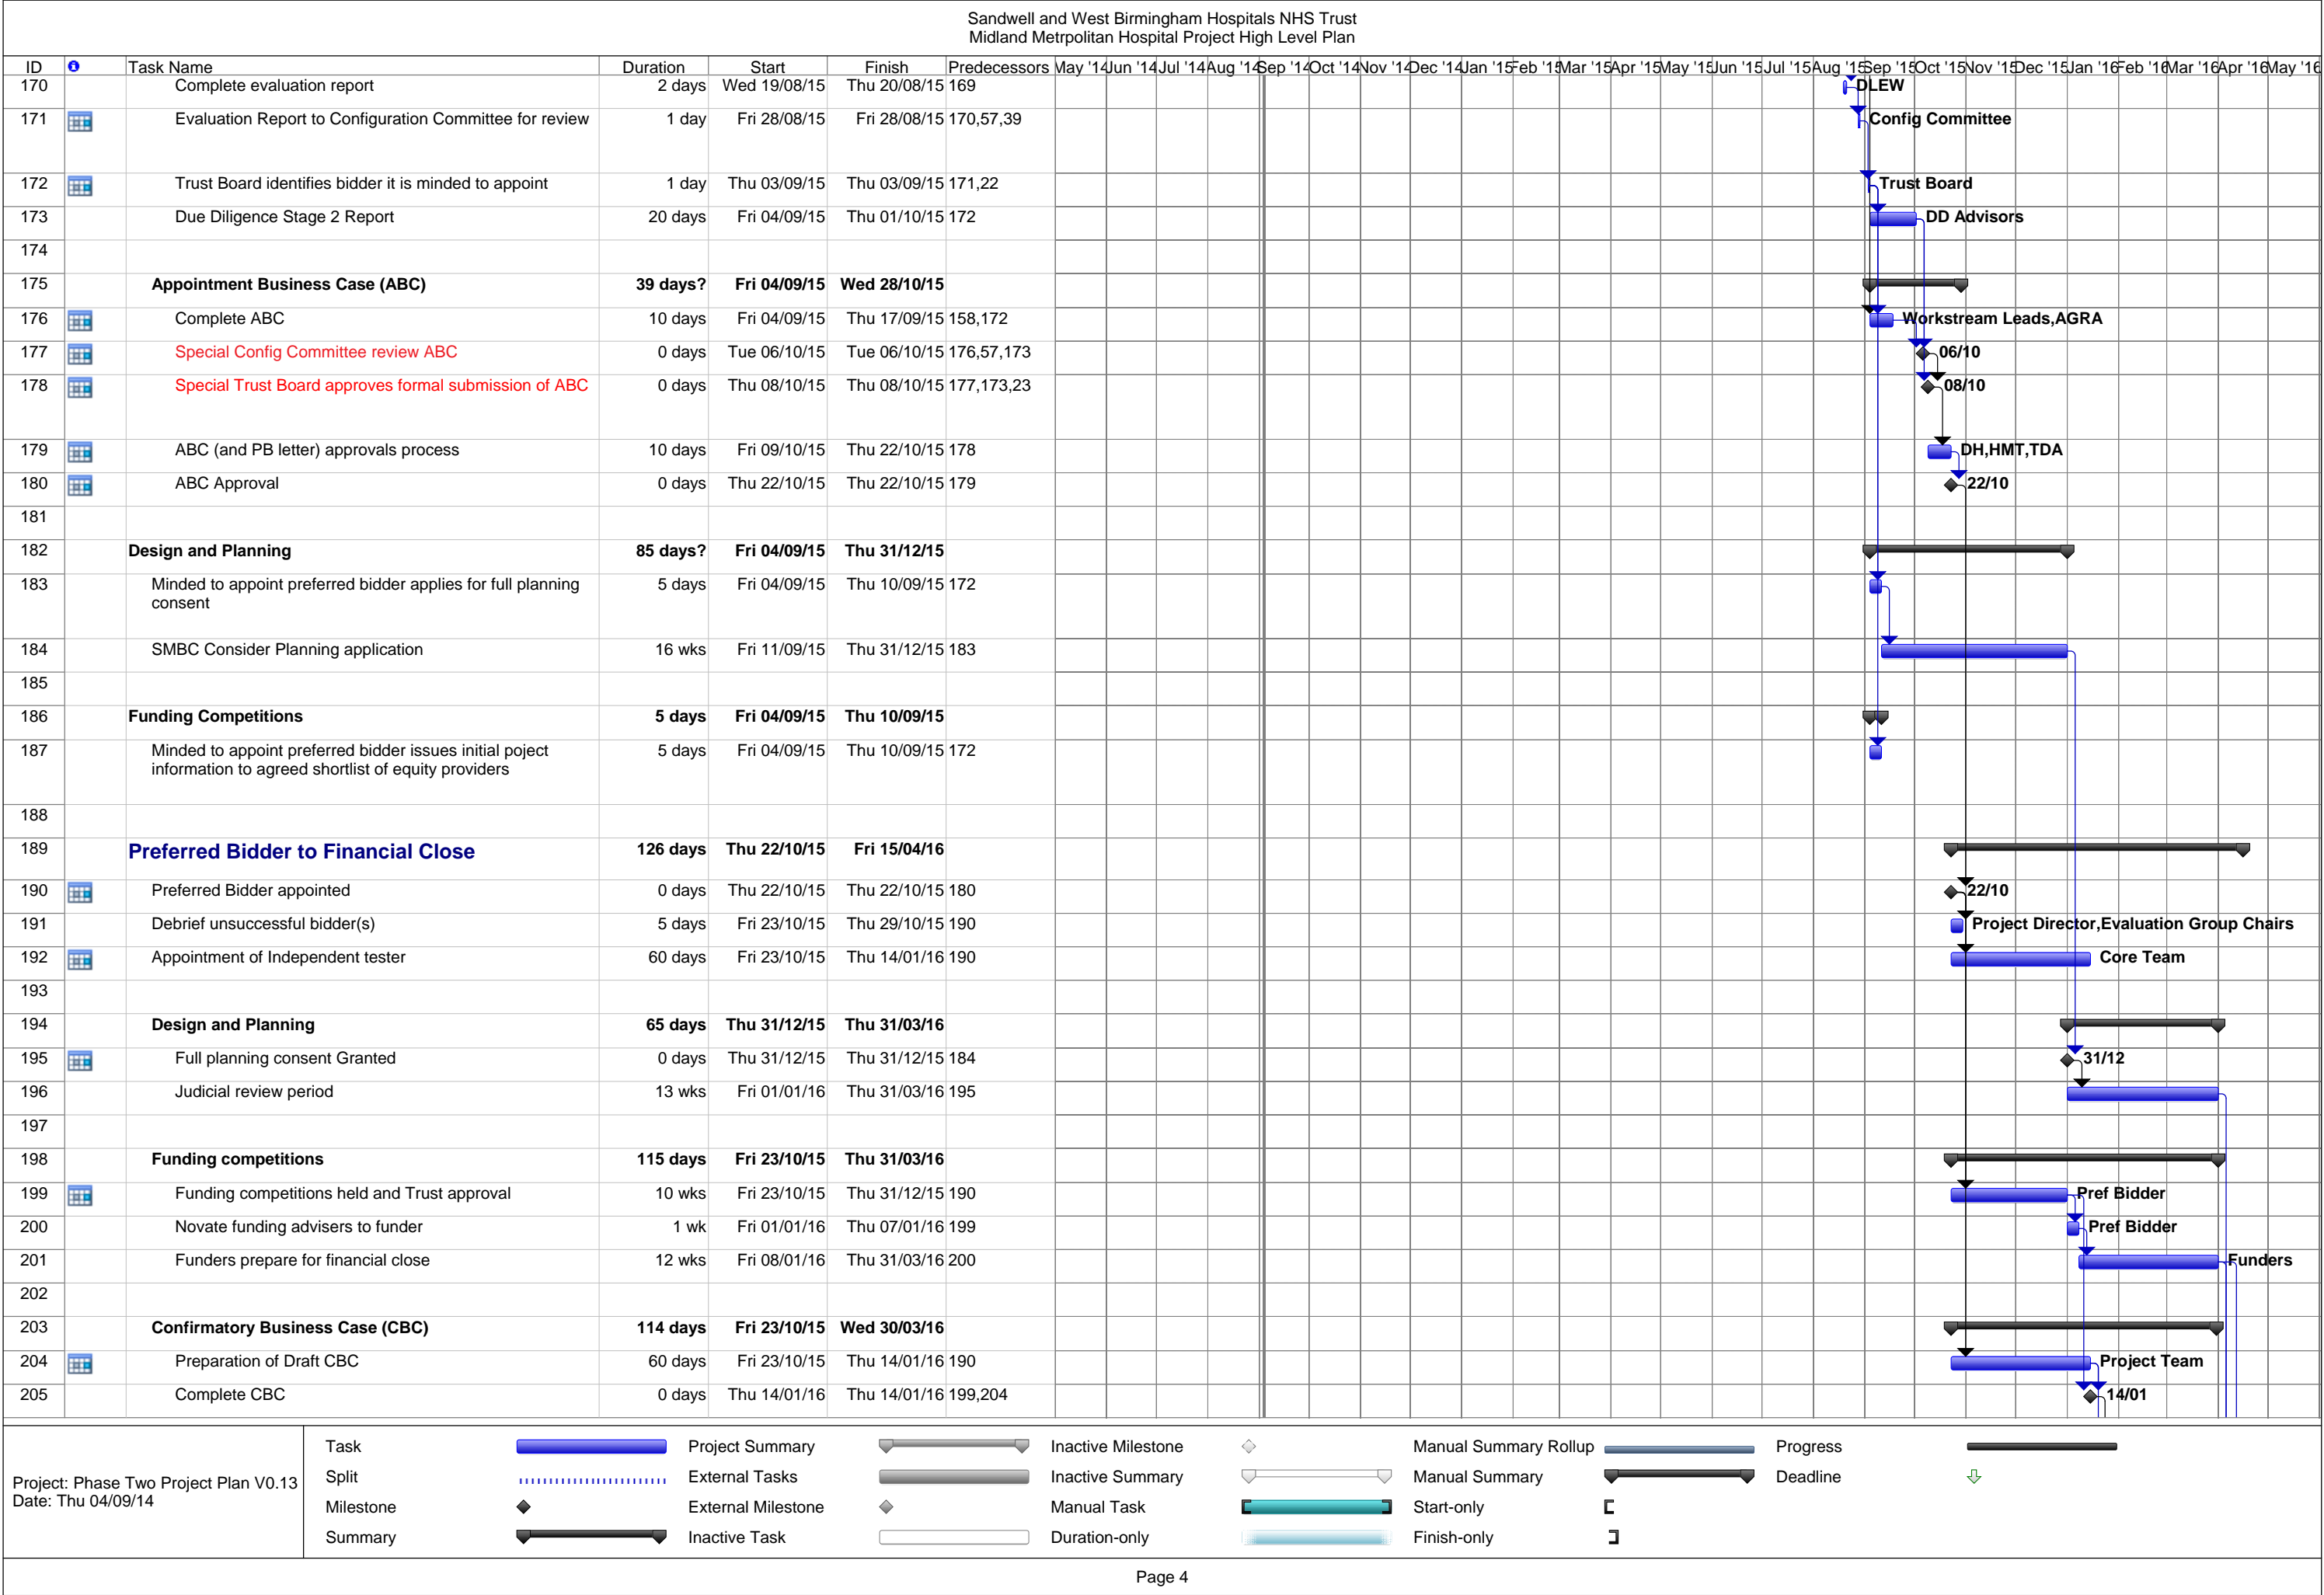 Sandwell and West Birmingham Hospitals NHS Trust
Midland Metrpolitan Hospital Project High Level Plan
ID Task Name Duration Start Finish Predecessors May '14 Jun '14 Jul '14 Aug '14 Sep '14 Oct '14 Nov '14 Dec '14 Jan '15 Feb '15 Mar '15 Apr '15 May '15 Jun '15 Jul '15 Aug '15 Sep '15 Oct '15 Nov '15 Dec '15 Jan '16 Feb '16 Mar '16 Apr '16 May '16
170 Complete evaluation report 2 days Wed 19/08/15 Thu 20/08/15 169 DLEW
171 Evaluation Report to Configuration Committee for review 1 day Fri 28/08/15 Fri 28/08/15 170,57,39 Config Committee
172 Trust Board identifies bidder it is minded to appoint 1 day Thu 03/09/15 Thu 03/09/15 171,22 Trust Board
173 Due Diligence Stage 2 Report 20 days Fri 04/09/15 Thu 01/10/15 172 DD Advisors
174
175 Appointment Business Case (ABC) 39 days? Fri 04/09/15 Wed 28/10/15
176 Complete ABC 10 days Fri 04/09/15 Thu 17/09/15 158,172 Workstream Leads,AGRA
177 Special Config Committee review ABC 0 days Tue 06/10/15 Tue 06/10/15 176,57,173 06/10
178 Special Trust Board approves formal submission of ABC 0 days Thu 08/10/15 Thu 08/10/15 177,173,23 08/10
179 ABC (and PB letter) approvals process 10 days Fri 09/10/15 Thu 22/10/15 178 DH,HMT,TDA
180 ABC Approval 0 days Thu 22/10/15 Thu 22/10/15 179 22/10
181
182 Design and Planning 85 days? Fri 04/09/15 Thu 31/12/15
183 Minded to appoint preferred bidder applies for full planning 5 days Fri 04/09/15 Thu 10/09/15 172
consent
184 SMBC Consider Planning application 16 wks Fri 11/09/15 Thu 31/12/15 183
185
186 Funding Competitions 5 days Fri 04/09/15 Thu 10/09/15
187 Minded to appoint preferred bidder issues initial poject 5 days Fri 04/09/15 Thu 10/09/15 172
information to agreed shortlist of equity providers
188
189 Preferred Bidder to Financial Close 126 days Thu 22/10/15 Fri 15/04/16
190 Preferred Bidder appointed 0 days Thu 22/10/15 Thu 22/10/15 180 22/10
191 Debrief unsuccessful bidder(s) 5 days Fri 23/10/15 Thu 29/10/15 190 Project Director,Evaluation Group Chairs
192 Appointment of Independent tester 60 days Fri 23/10/15 Thu 14/01/16 190 Core Team
193
194 Design and Planning 65 days Thu 31/12/15 Thu 31/03/16
195 Full planning consent Granted 0 days Thu 31/12/15 Thu 31/12/15 184 31/12
196 Judicial review period 13 wks Fri 01/01/16 Thu 31/03/16 195
197
198 Funding competitions 115 days Fri 23/10/15 Thu 31/03/16
199 Funding competitions held and Trust approval 10 wks Fri 23/10/15 Thu 31/12/15 190 Pref Bidder
200 Novate funding advisers to funder 1 wk Fri 01/01/16 Thu 07/01/16 199 Pref Bidder
201 Funders prepare for financial close 12 wks Fri 08/01/16 Thu 31/03/16 200 Funders
202
203 Confirmatory Business Case (CBC) 114 days Fri 23/10/15 Wed 30/03/16
204 Preparation of Draft CBC 60 days Fri 23/10/15 Thu 14/01/16 190 Project Team
205 Complete CBC 0 days Thu 14/01/16 Thu 14/01/16 199,204 14/01
Project: Phase Two Project Plan V0.13
Date: Thu 04/09/14
Task Project Summary Inactive Milestone Manual Summary Rollup Progress
Split External Tasks Inactive Summary Manual Summary Deadline
Milestone External Milestone Manual Task Start-only
Summary Inactive Task Duration-only Finish-only
Page 4